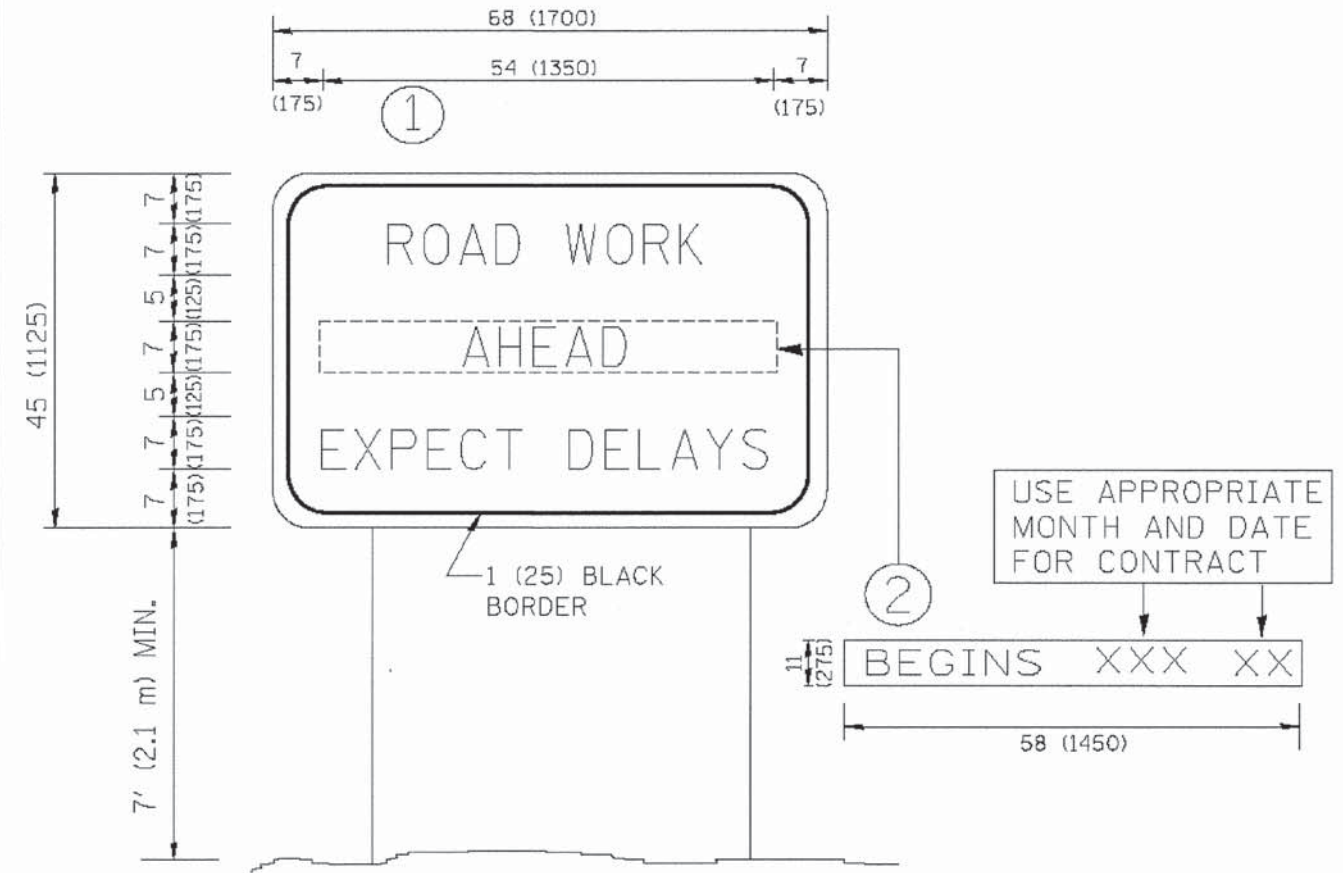 68 (1700)
7 54 (1350) 7
(175) (175)
1
45 (1125)
7 (175)
7 (175)
5 (125)
7 (175)
5 (125)
7 (175)
7 (175)
ROAD WORK
AHEAD
EXPECT DELAYS
1 (25) BLACK
BORDER
7' (2.1 m) MIN.
2
USE APPROPRIATE
MONTH AND DATE
FOR CONTRACT
11
(275)
BEGINS XXX XX
58 (1450)